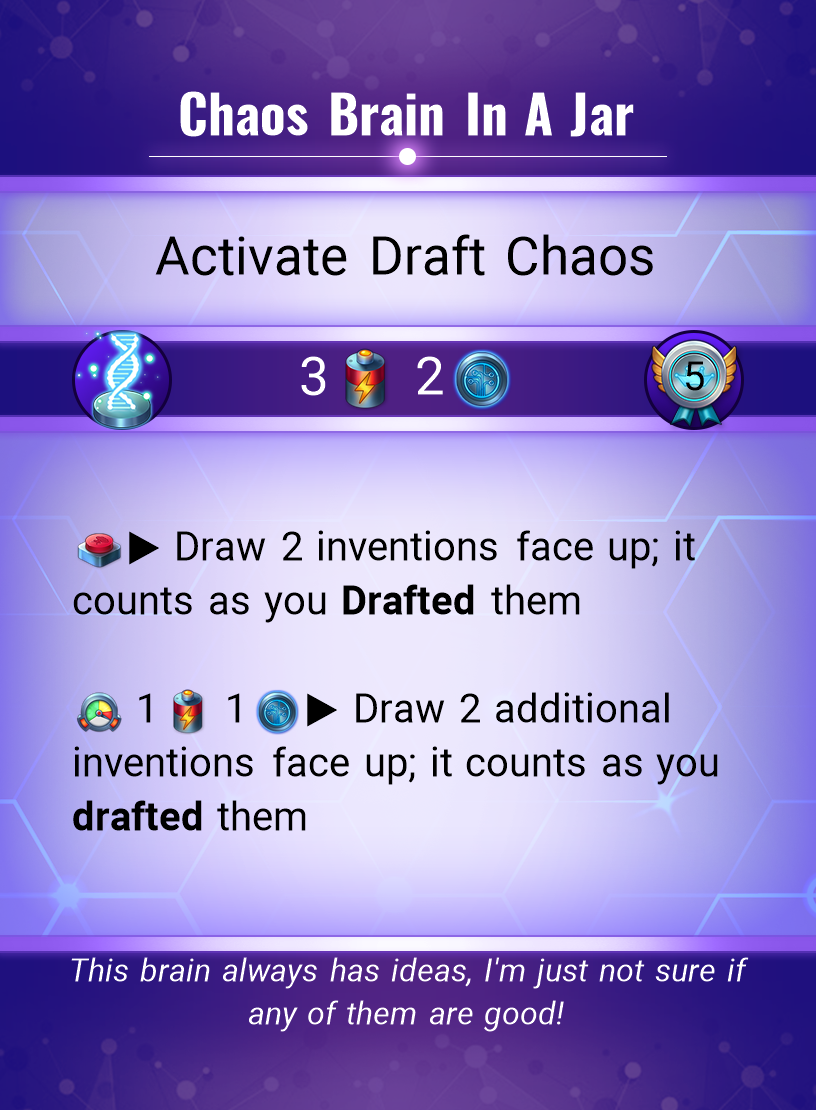 Chaos Brain In A Jar
Activate Draft Chaos
3 2 5
▶ Draw 2 inventions face up; it
counts as you Drafted them
1 1 ▶ Draw 2 additional
inventions face up; it counts as you
drafted them
This brain always has ideas, I'm just not sure if
any of them are good!